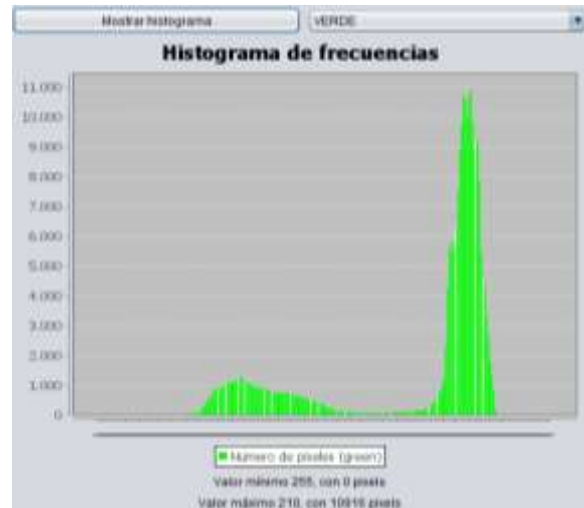 Mostrar histograma VERDE
Histograma de frecuencias
11.000
10.000
9.000
8.000
7.000
6.000
5.000
4.000
3.000
2.000
1.000
0
Numero de pixeles (green)
Valor mínimo 255, con 0 pixels
Valor máximo 210, con 10918 pixels